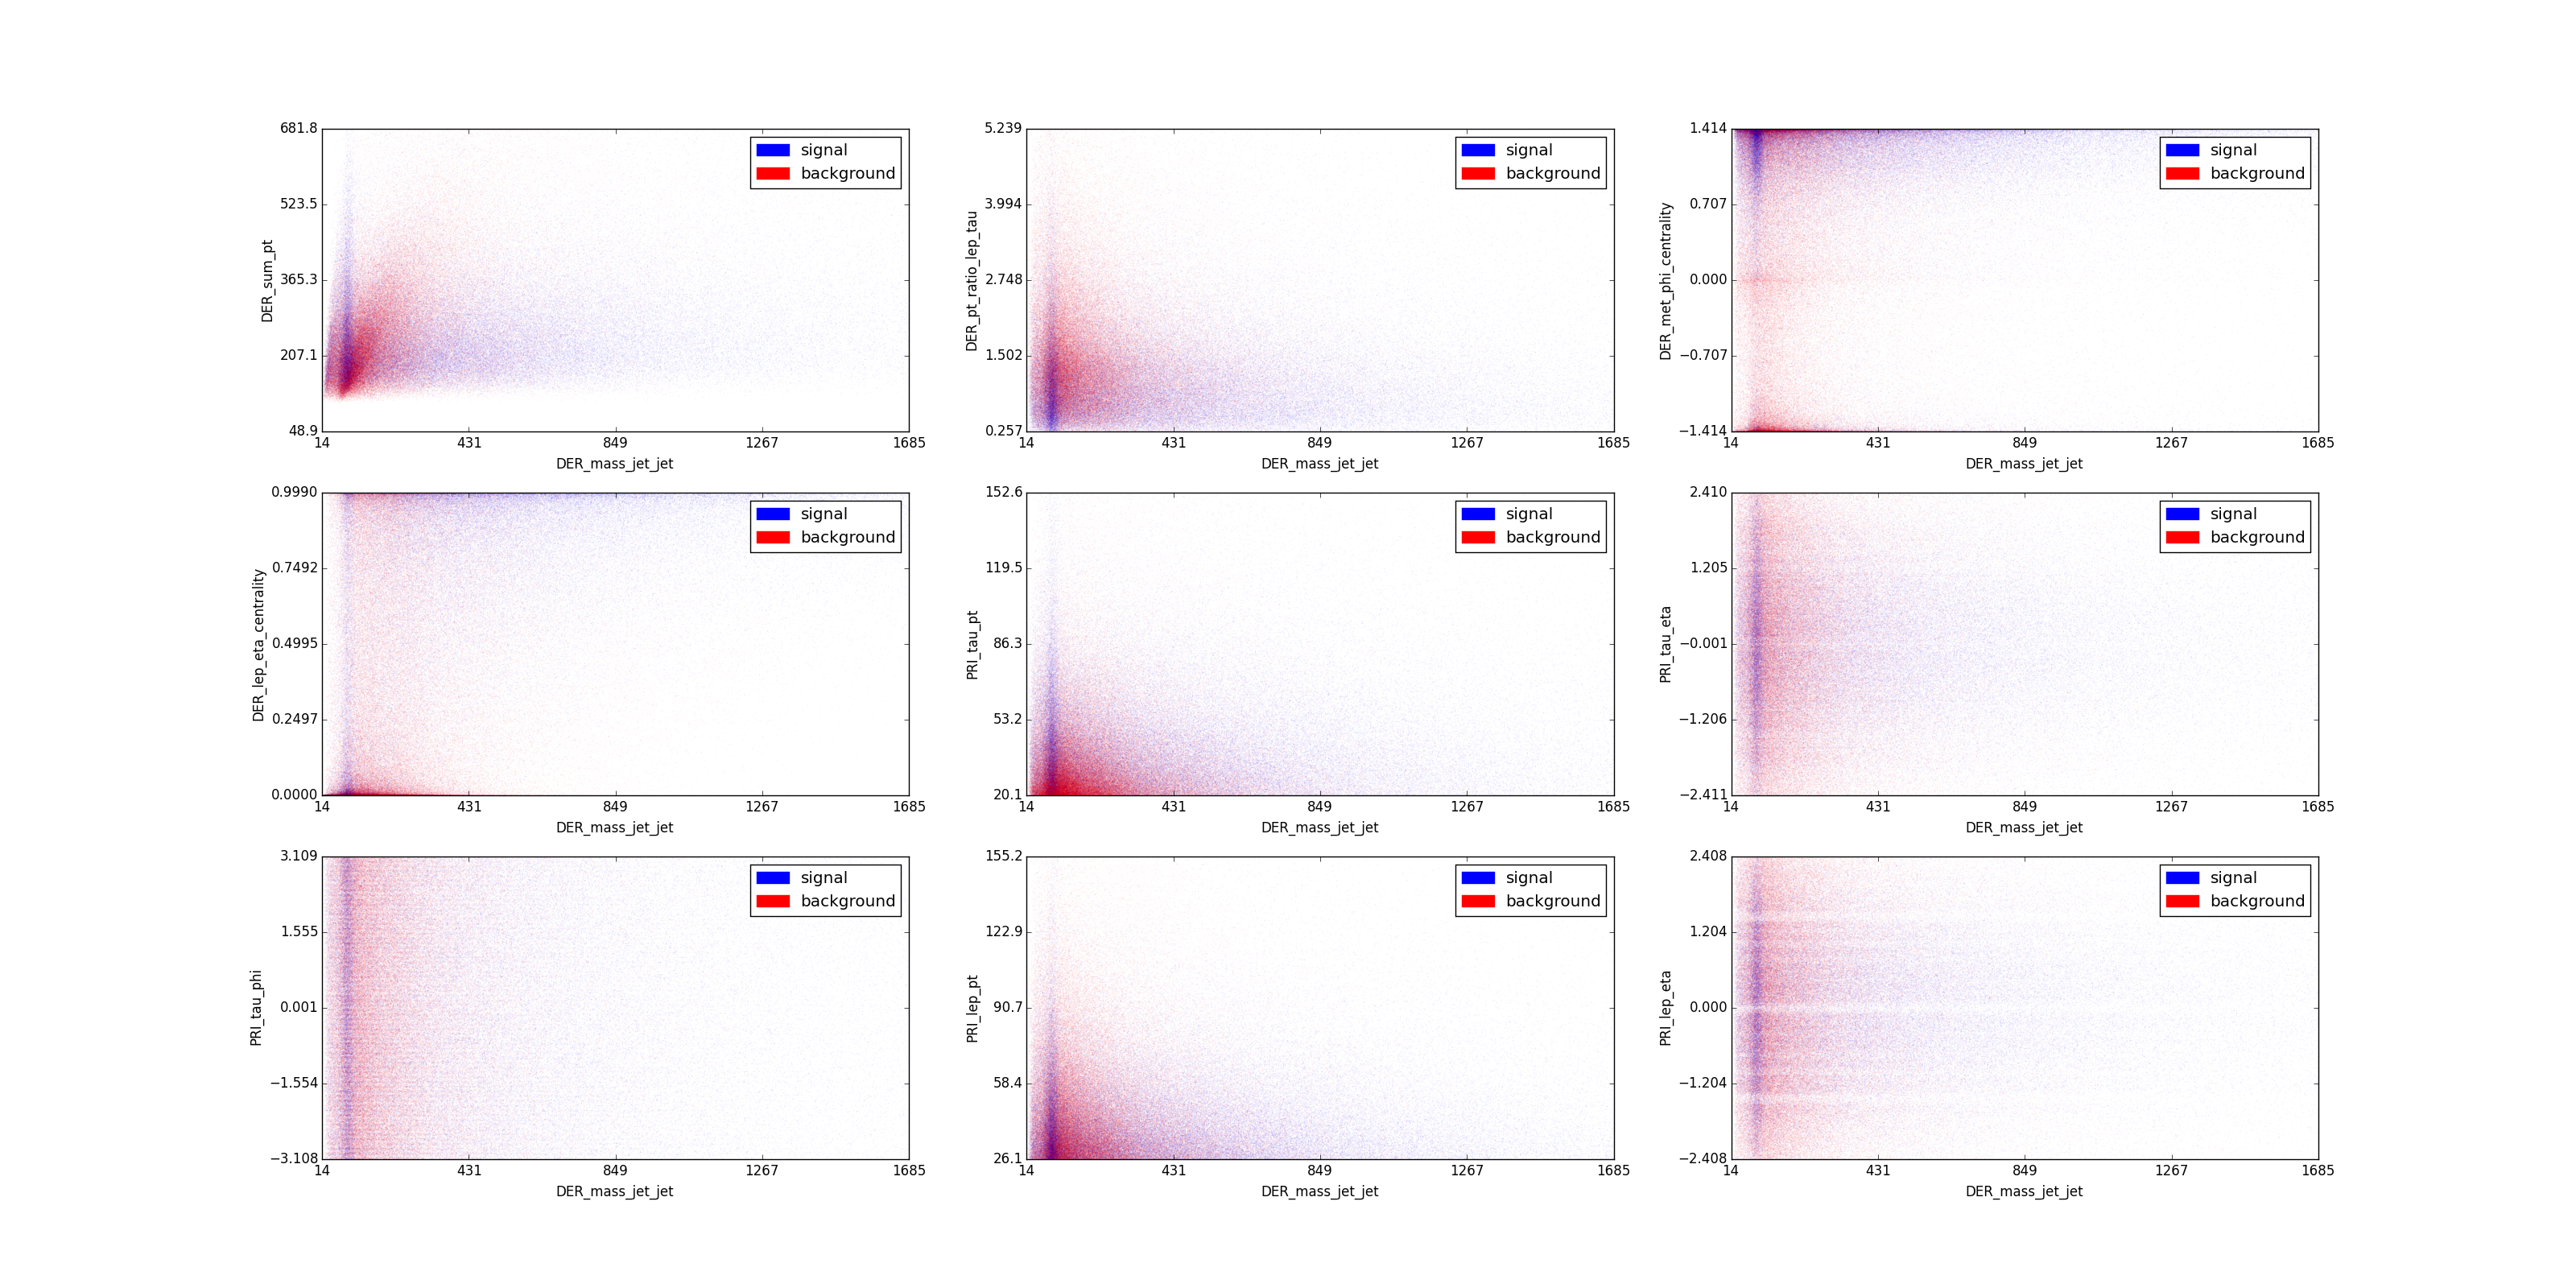 681.8
523.5
365.3
207.1
48.9
DER_sum_pt
signal
background
14 431 849 1267 1685
DER_mass_jet_jet
5.239
3.994
2.748
1.502
0.257
DER_pt_ratio_lep_tau
signal
background
14 431 849 1267 1685
DER_mass_jet_jet
1.414
0.707
0.000
−0.707
−1.414
DER_met_phi_centrality
signal
background
14 431 849 1267 1685
DER_mass_jet_jet
0.9990
0.7492
0.4995
0.2497
0.0000
DER_lep_eta_centrality
signal
background
14 431 849 1267 1685
DER_mass_jet_jet
152.6
119.5
86.3
53.2
20.1
PRI_tau_pt
signal
background
14 431 849 1267 1685
DER_mass_jet_jet
2.410
1.205
−0.001
−1.206
−2.411
PRI_tau_eta
signal
background
14 431 849 1267 1685
DER_mass_jet_jet
3.109
1.555
0.001
−1.554
−3.108
PRI_tau_phi
signal
background
14 431 849 1267 1685
DER_mass_jet_jet
155.2
122.9
90.7
58.4
26.1
PRI_lep_pt
signal
background
14 431 849 1267 1685
DER_mass_jet_jet
2.408
1.204
0.000
−1.204
−2.408
PRI_lep_eta
signal
background
14 431 849 1267 1685
DER_mass_jet_jet